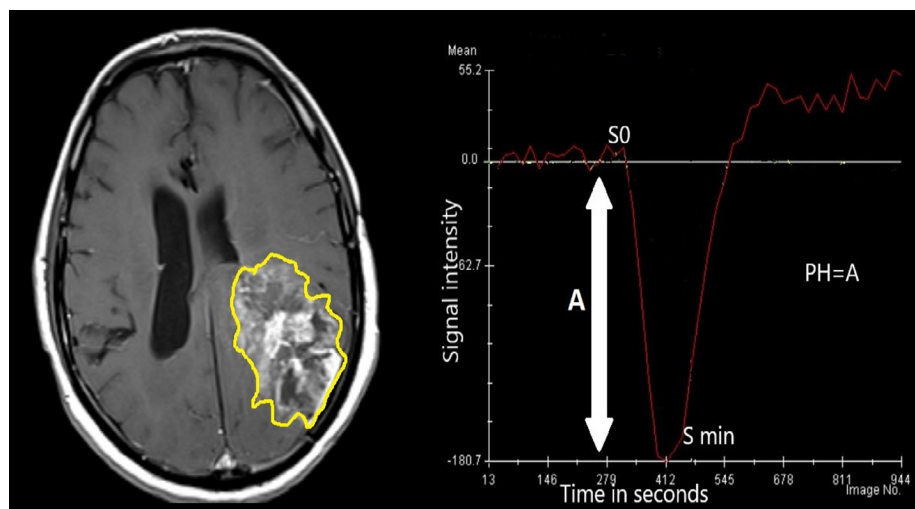 Mean
55.2
S0
0.0
62.7
A
PH=A
Signal intensity
S min
-180.7
13 146 279 412 545 678 811 944
Time in seconds
Image No.